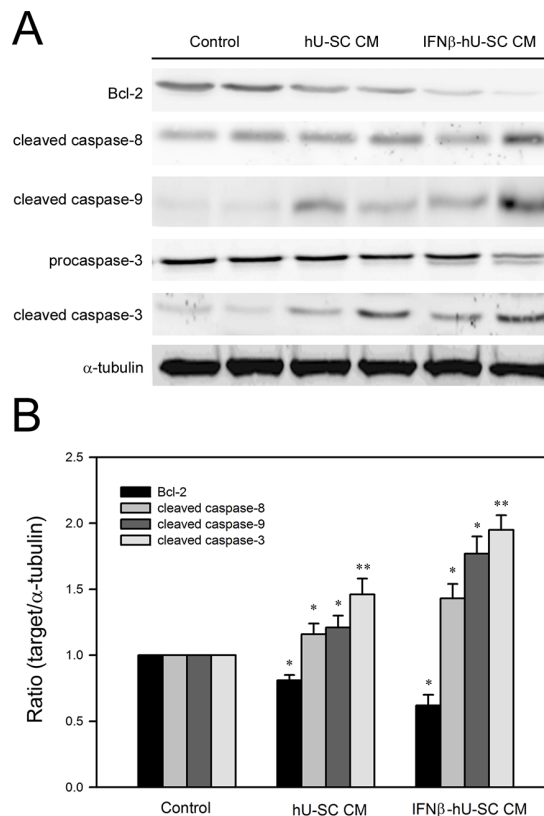 A
Control hU-SC CM IFNβ-hU-SC CM
Bcl-2
cleaved caspase-8
cleaved caspase-9
procaspase-3
cleaved caspase-3
α-tubulin
B
Ratio (target/α-tubulin)
2.5
2.0
1.5
1.0
0.5
0.0
Bcl-2
cleaved caspase-8
cleaved caspase-9
cleaved caspase-3
* * * **
* * * **
Control hU-SC CM IFNβ-hU-SC CM